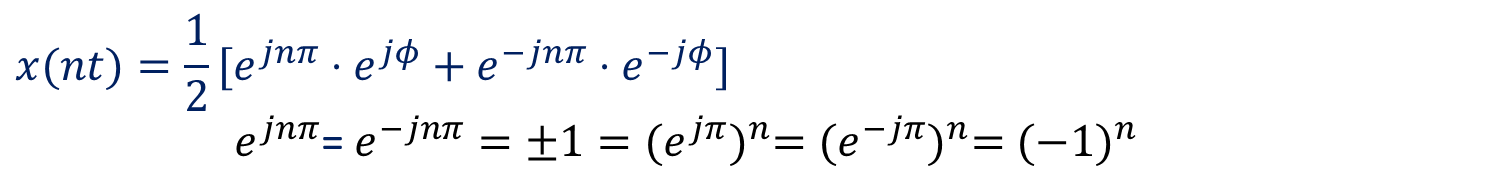 x(nt) = 1/2 [e^{jnπ} · e^{jϕ} + e^{−jnπ} · e^{−jϕ}]
e^{jnπ} = e^{−jnπ} = ±1 = (e^{jπ})^n = (e^{−jπ})^n = (−1)^n